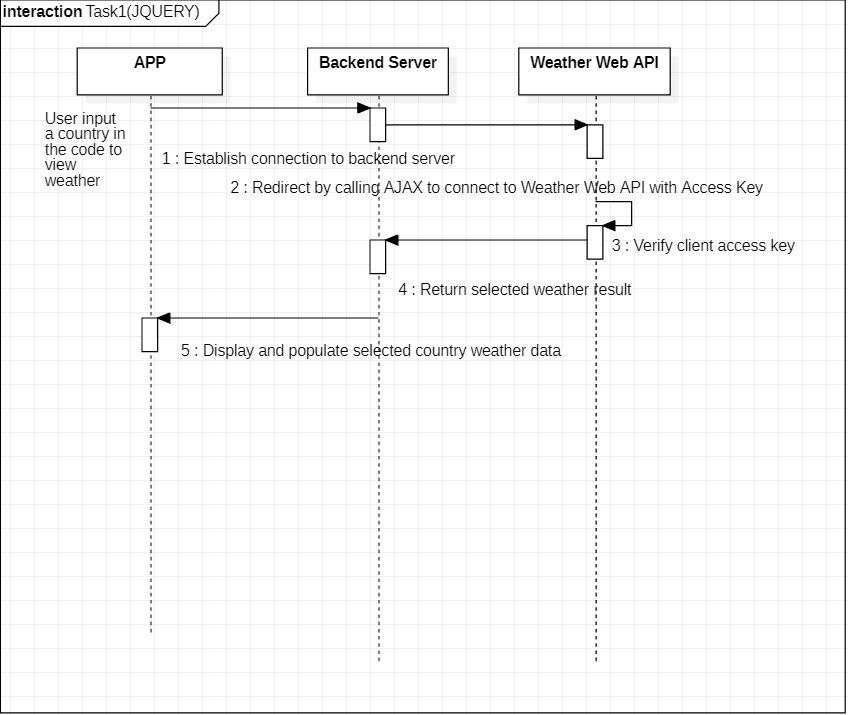 interaction Task1(JQUERY)
APP
Backend Server
Weather Web API
User input
a country in
the code to
view
weather
1 : Establish connection to backend server
2 : Redirect by calling AJAX to connect to Weather Web API with Access Key
3 : Verify client access key
4 : Return selected weather result
5 : Display and populate selected country weather data